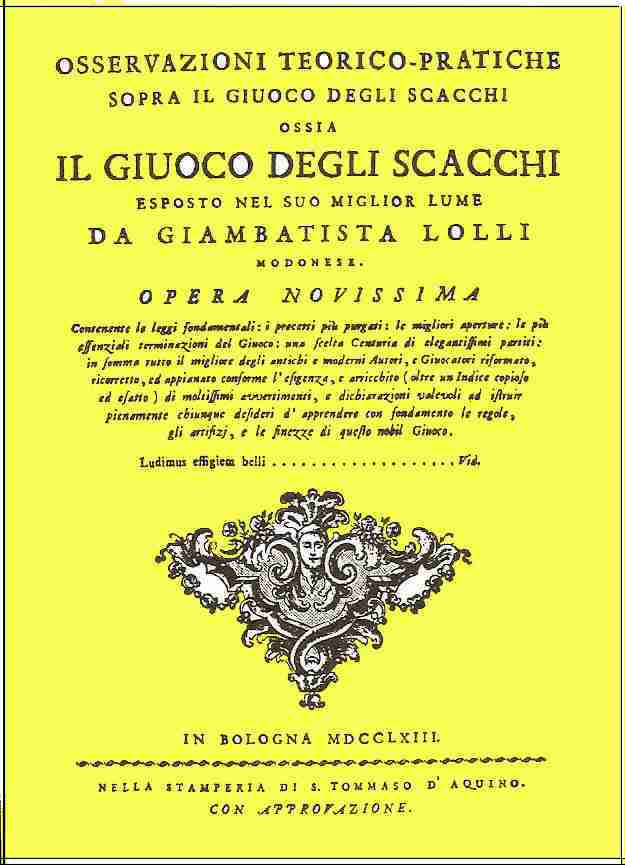 OSSERVAZIONI TEORICO-PRATICHE
SOPRA IL GIUOCO DEGLI SCACCHI
OSSIA
IL GIUOCO DEGLI SCACCHI
ESPOSTO NEL SUO MIGLIOR LUME
DA GIAMBATISTA LOLLI
MODONESE.
OPERA NOVISSIMA
Contenente le leggi fondamentali: i precetti più purgati: le migliori aperture: le più
essenziali terminazioni del Giuoco: una scelta Centuria di elegantissimi partiti:
in somma tutto il migliore degli antichi e moderni Autori, e Giuocatori riformato,
ricorretto, ed appianato conforme l'esigenza, e arricchito (oltre un Indice copioso
ed esatto) di moltissimi avvertimenti, e dichiarazioni valevoli ad istruir
pienamente chiunque desideri d'apprendere con fondamento le regole,
gli artifizj, e le finezze di questo nobil Giuoco.
Ludimus effigiem belli . . . . . . . . . . . . . . . . . . . Vid.
IN BOLOGNA MDCCLXIII.
NELLA STAMPERIA DI S. TOMMASO D'AQUINO.
CON APPROVAZIONE.